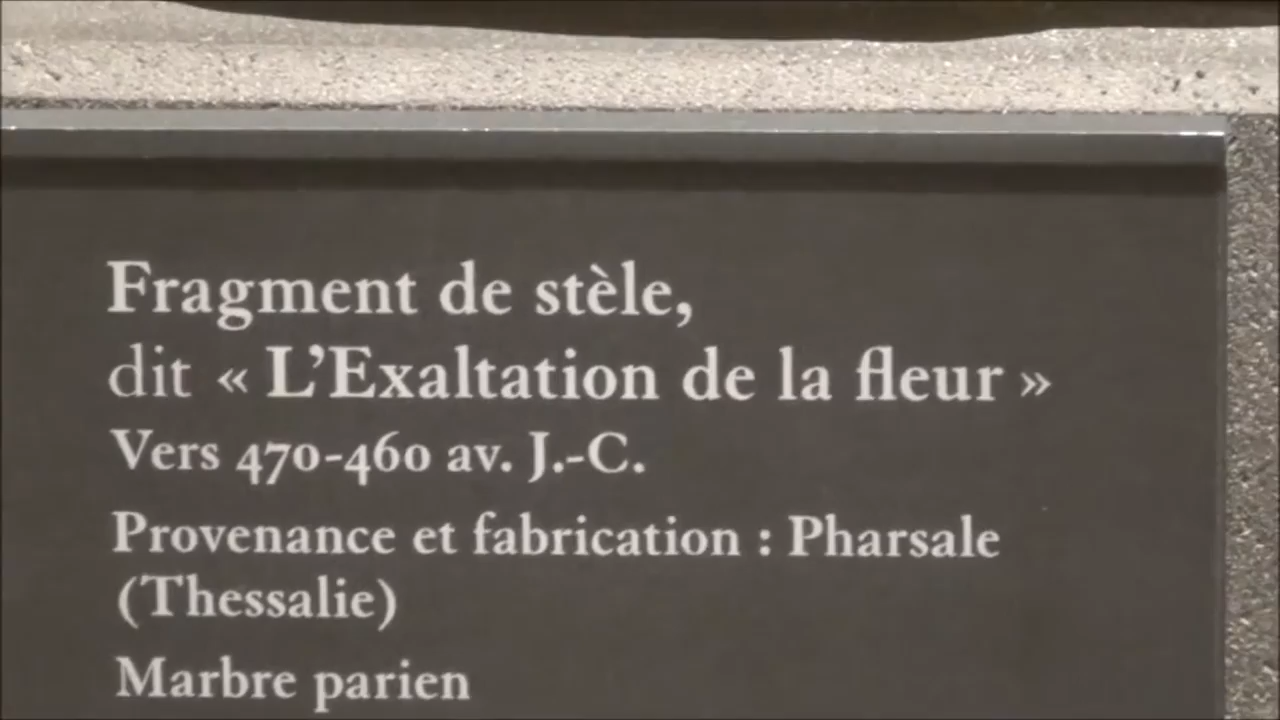 Fragment de stèle,
dit « L’Exaltation de la fleur »
Vers 470-460 av. J.-C.
Provenance et fabrication : Pharsale
(Thessalie)
Marbre parien